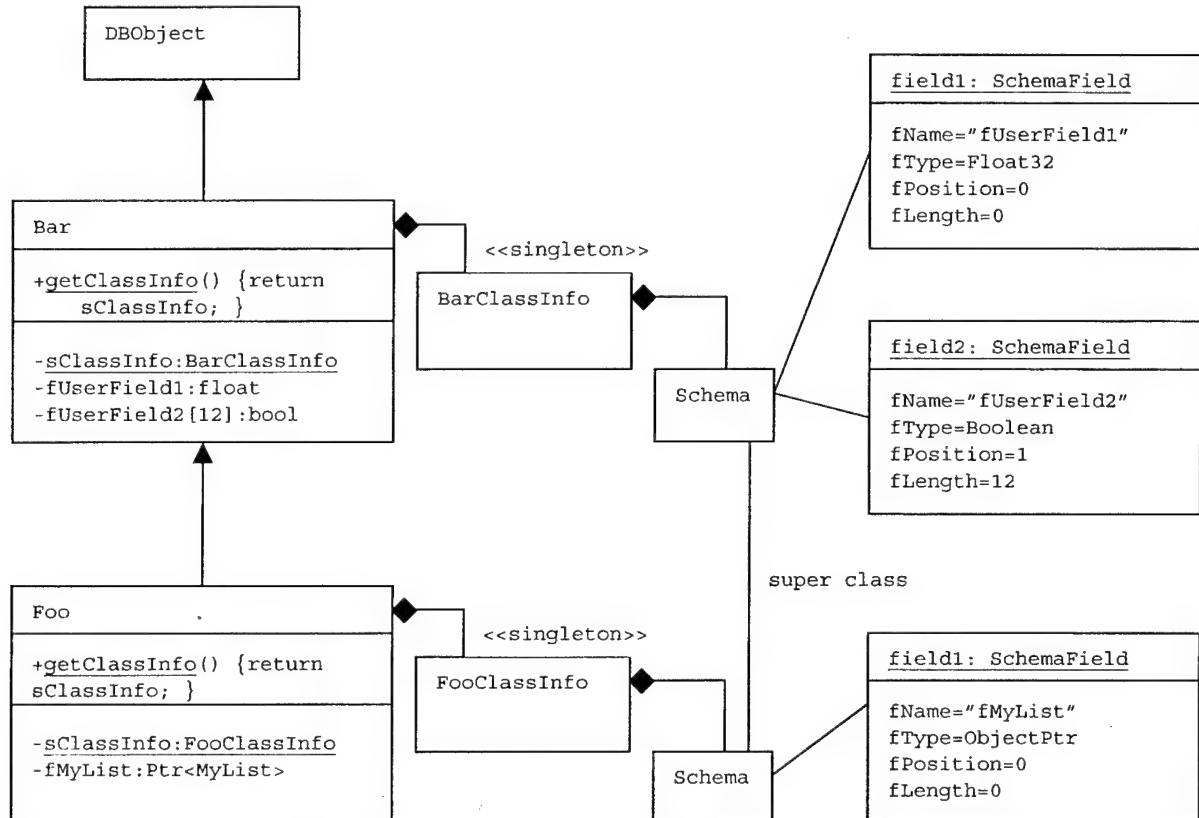 DBObject
Bar
+getClassInfo() {return
sClassInfo; }
-sClassInfo:BarClassInfo
-fUserField1:float
-fUserField2[12]:bool
<<singleton>>
BarClassInfo
Schema
field1: SchemaField
fName="fUserField1"
fType=Float32
fPosition=0
fLength=0
field2: SchemaField
fName="fUserField2"
fType=Boolean
fPosition=1
fLength=12
super class
Foo
+getClassInfo() {return
sClassInfo; }
-sClassInfo:FooClassInfo
-fMyList:Ptr<MyList>
<<singleton>>
FooClassInfo
Schema
field1: SchemaField
fName="fMyList"
fType=ObjectPtr
fPosition=0
fLength=0